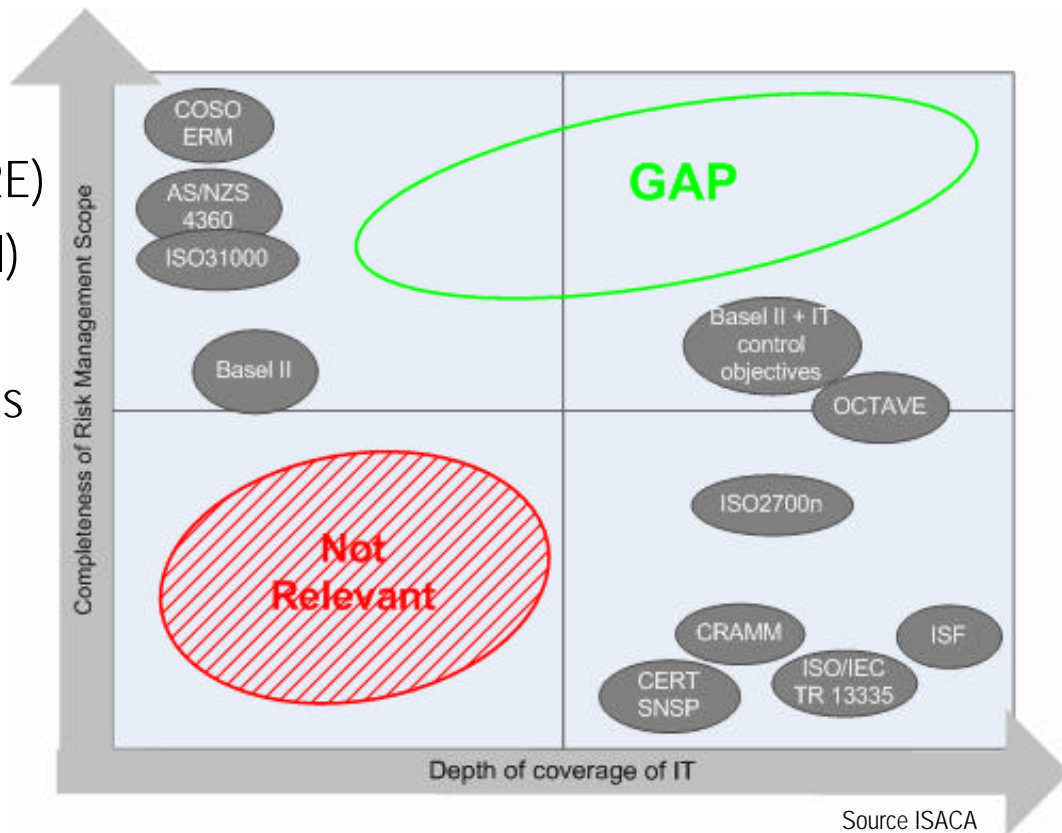 COSO
ERM
RE)
AS/NZS
4360
)
ISO31000
GAP
Basel II
s
Basel II + IT
control
objectives
OCTAVE
ISO2700n
Not
Relevant
CRAMM
ISF
CERT
SNSP
ISO/IEC
TR 13335
Completeness of Risk Management Scope
Depth of coverage of IT
Source ISACA